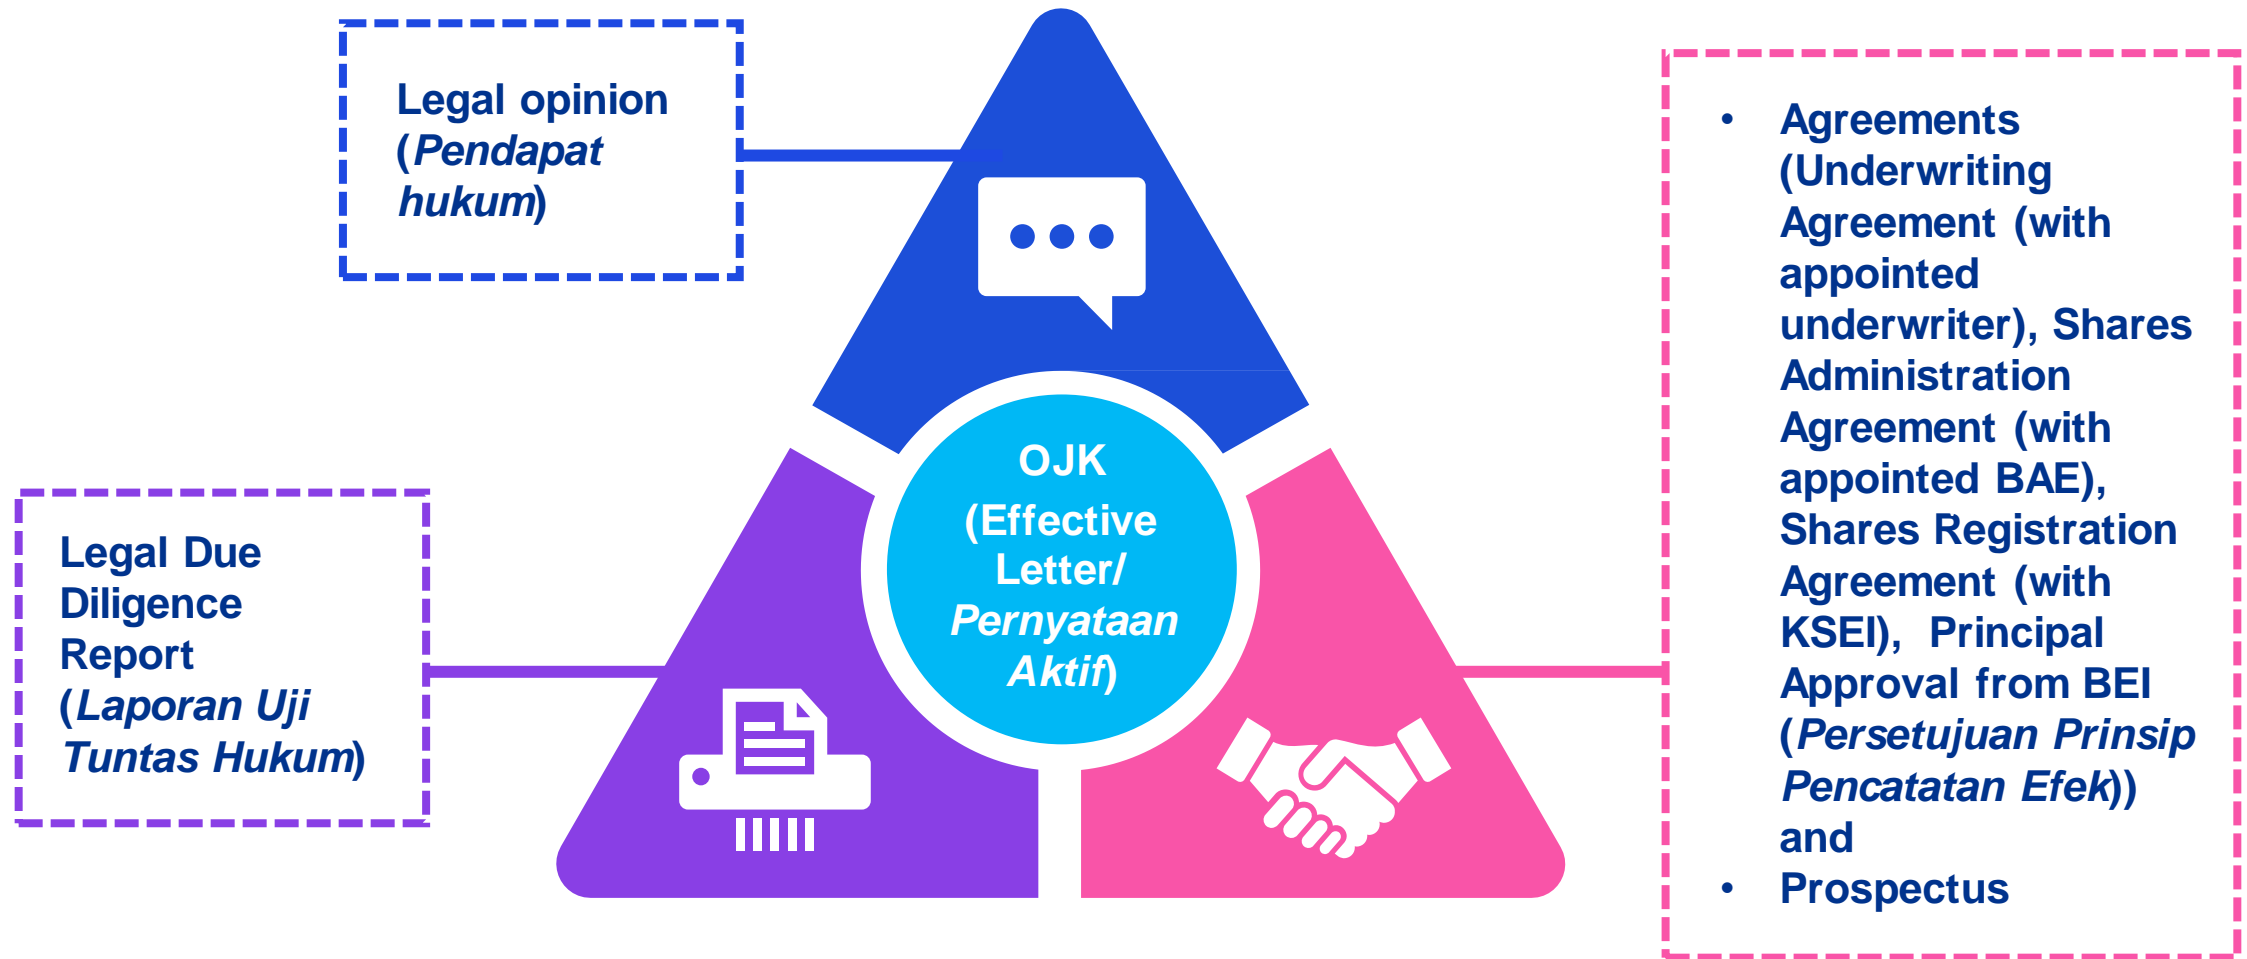 Legal opinion
(Pendapat
hukum)
Legal Due
Diligence
Report
(Laporan Uji
Tuntas Hukum)
OJK
(Effective
Letter/
Pernyataan
Aktif)
• Agreements
(Underwriting
Agreement (with
appointed
underwriter), Shares
Administration
Agreement (with
appointed BAE),
Shares Registration
Agreement (with
KSEI), Principal
Approval from BEI
(Persetujuan Prinsip
Pencatatan Efek))
and
• Prospectus